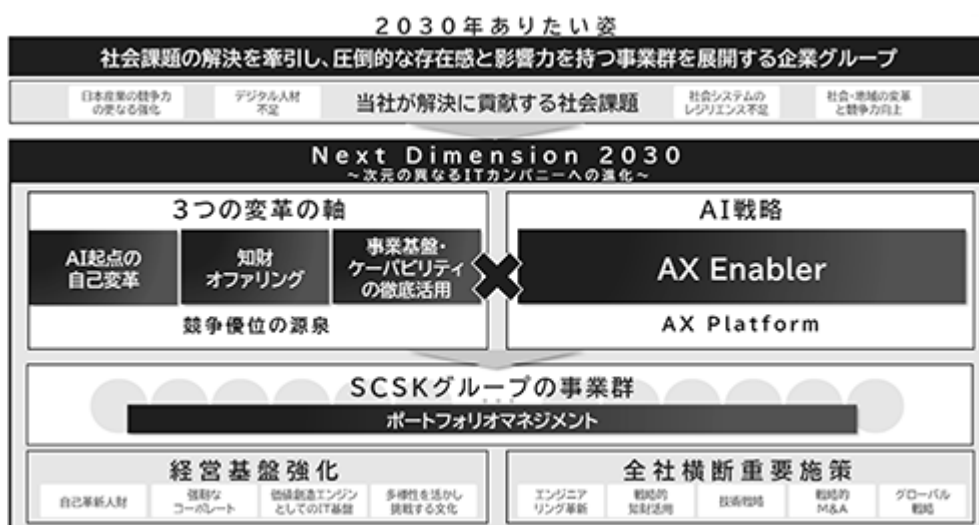 2030年ありたい姿
社会課題の解決を牽引し、圧倒的な存在感と影響力を持つ事業群を展開する企業グループ
日本産業の競争力
の更なる強化
デジタル人材
不足
当社が解決に貢献する社会課題
社会システムの
レジリエンス不足
社会・地域の変革
と競争力向上
Next Dimension 2030
～次元の異なるITカンパニーへの進化～
3つの変革の軸
AI起点の
自己変革
知財
オファリング
事業基盤・
ケーパビリティ
の徹底活用
競争優位の源泉
AI戦略
AX Enabler
AX Platform
SCSKグループの事業群
ポートフォリオマネジメント
経営基盤強化
自己革新人財
強靭な
コーポレート
価値創造エンジン
としてのIT基盤
多様性を活かし
挑戦する文化
全社横断重要施策
エンジニア
リング革新
戦略的
知財活用
技術戦略
戦略的
M&A
グローバル
戦略